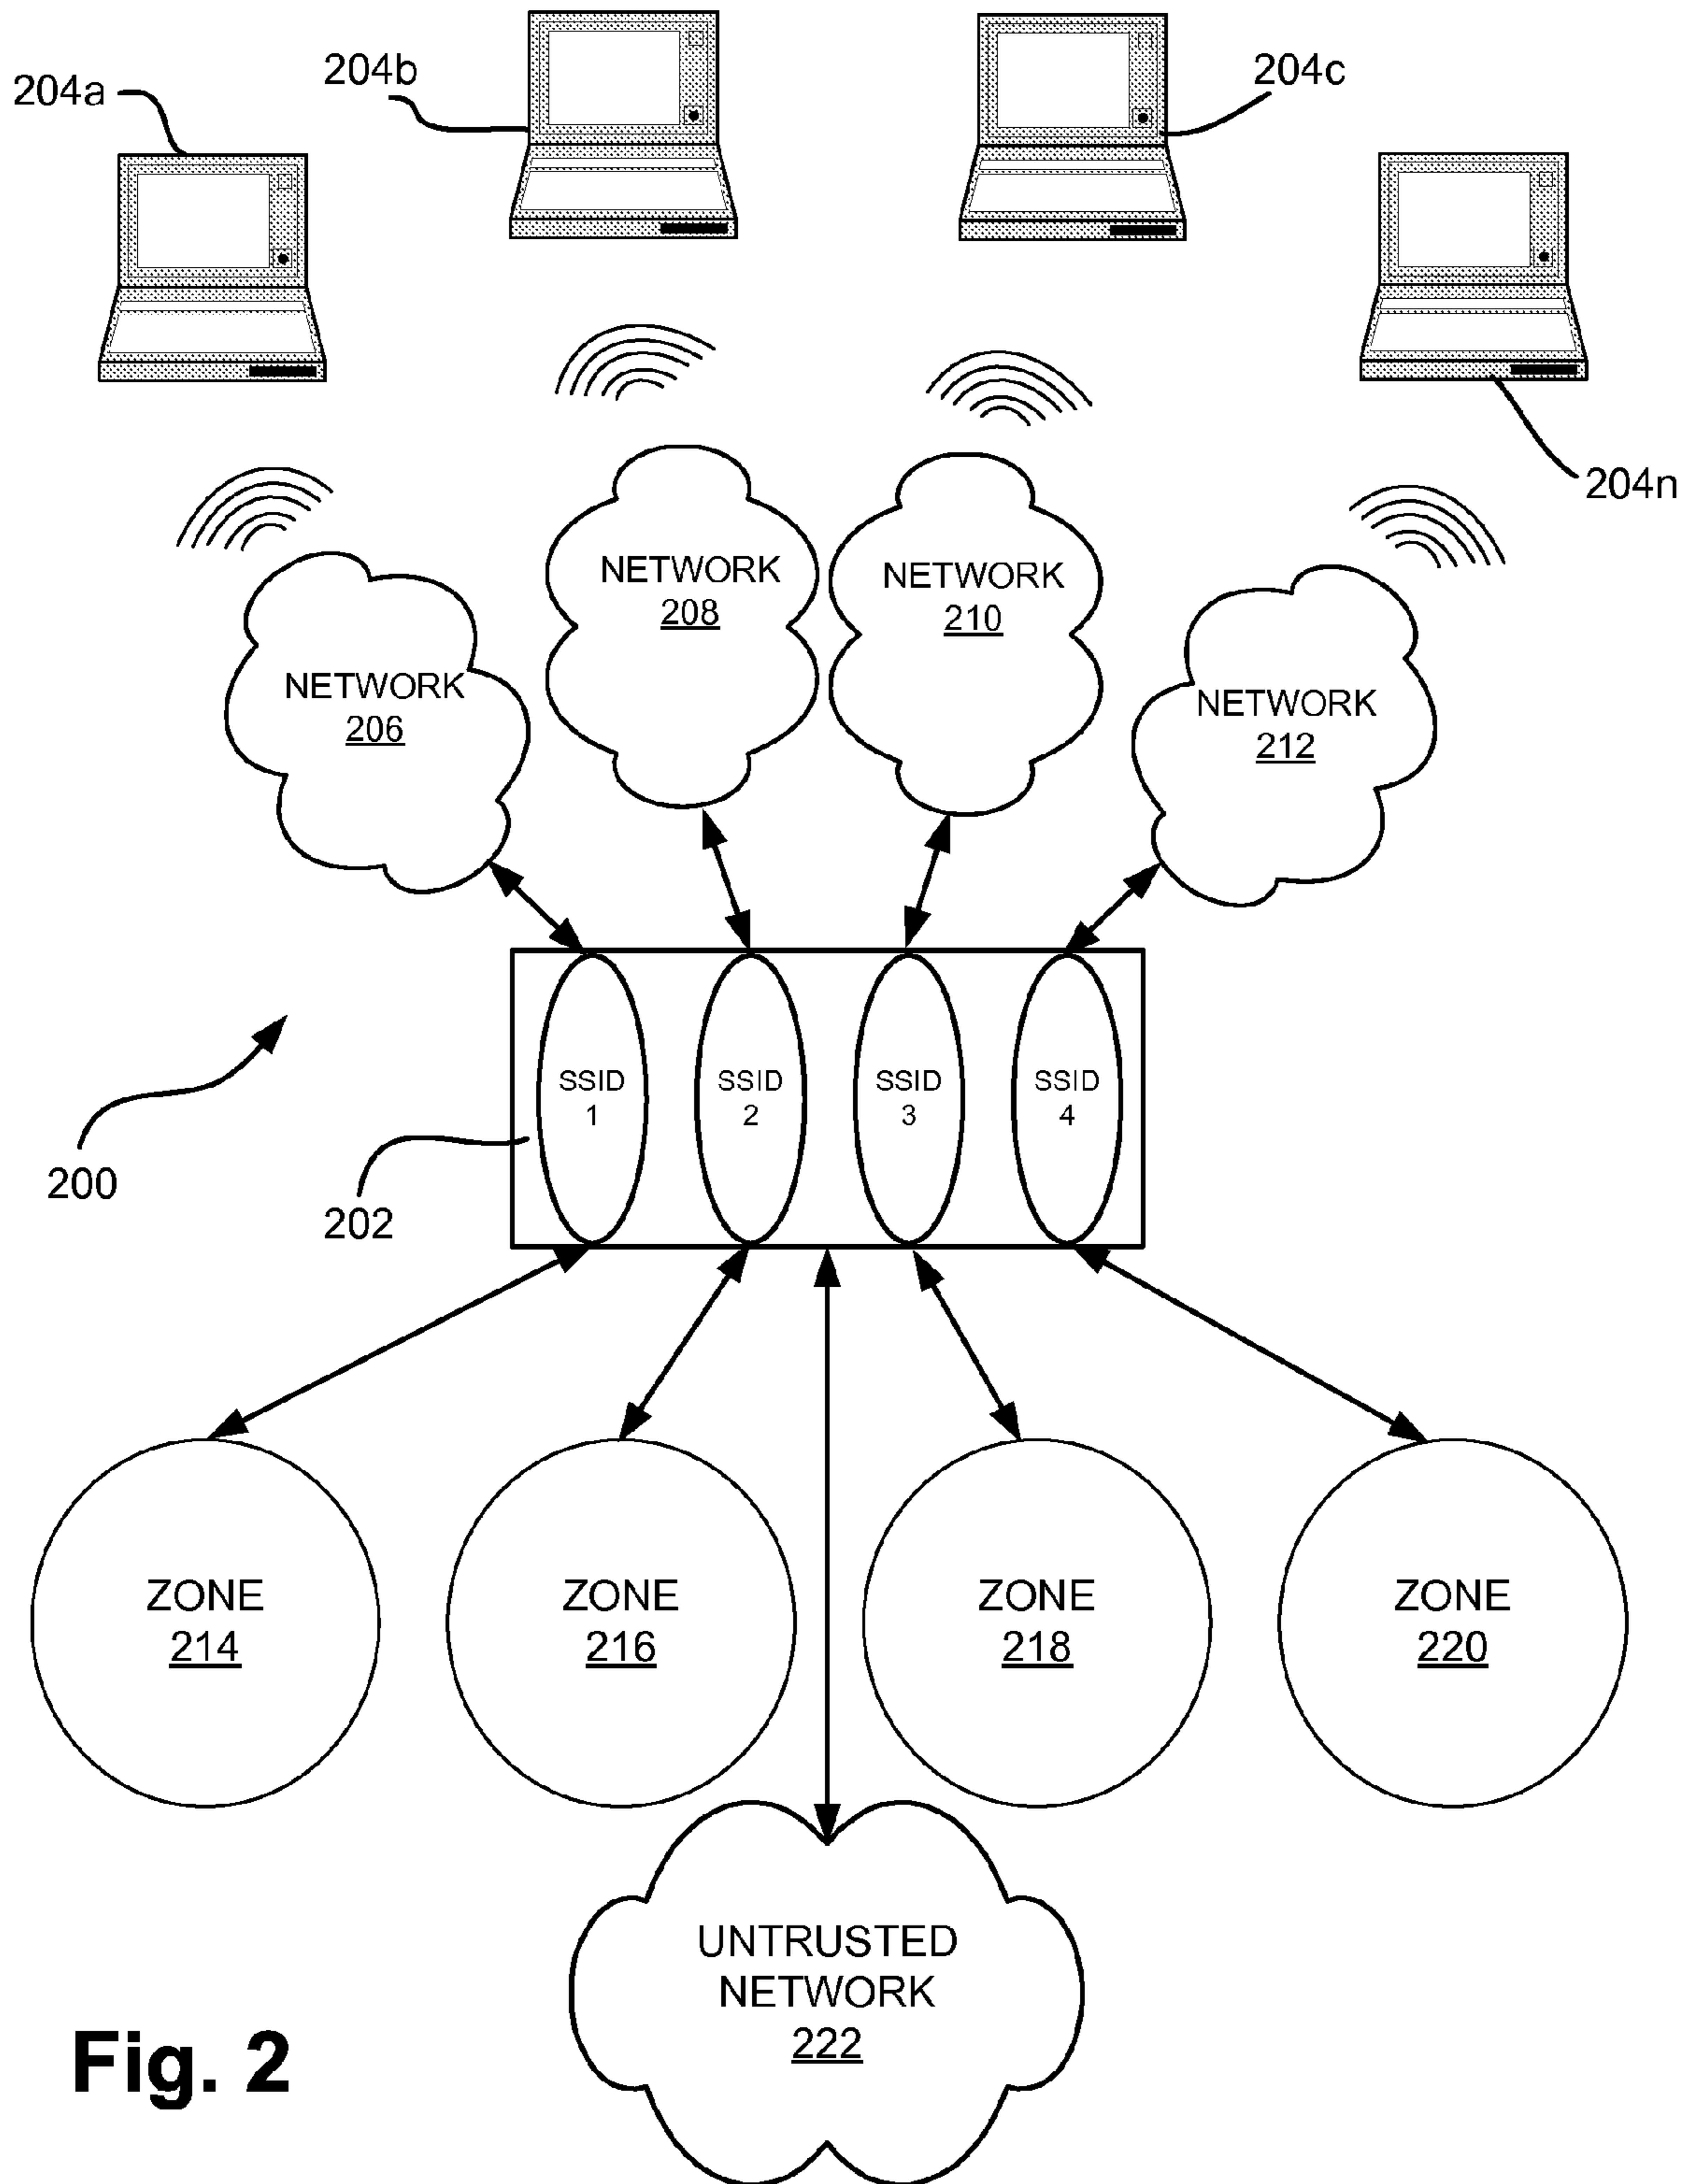 204a
204b
204c
204n
NETWORK
206
NETWORK
208
NETWORK
210
NETWORK
212
SSID
1
SSID
2
SSID
3
SSID
4
200
202
ZONE
214
ZONE
216
ZONE
218
ZONE
220
UNTRUSTED
NETWORK
222
Fig. 2